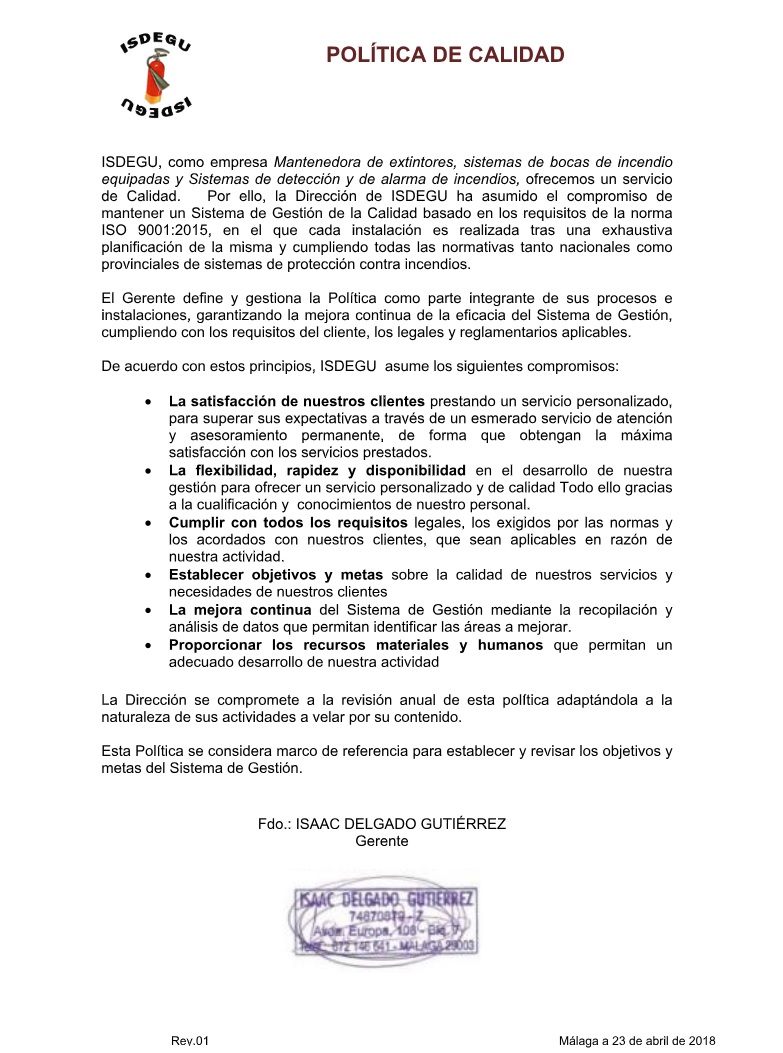 ISDEGU
ISDEGU
POLÍTICA DE CALIDAD
ISDEGU, como empresa Mantenedora de extintores, sistemas de bocas de incendio
equipadas y Sistemas de detección y de alarma de incendios, ofrecemos un servicio
de Calidad. Por ello, la Dirección de ISDEGU ha asumido el compromiso de
mantener un Sistema de Gestión de la Calidad basado en los requisitos de la norma
ISO 9001:2015, en el que cada instalación es realizada tras una exhaustiva
planificación de la misma y cumpliendo todas las normativas tanto nacionales como
provinciales de sistemas de protección contra incendios.
El Gerente define y gestiona la Política como parte integrante de sus procesos e
instalaciones, garantizando la mejora continua de la eficacia del Sistema de Gestión,
cumpliendo con los requisitos del cliente, los legales y reglamentarios aplicables.
De acuerdo con estos principios, ISDEGU asume los siguientes compromisos:
• La satisfacción de nuestros clientes prestando un servicio personalizado,
para superar sus expectativas a través de un esmerado servicio de atención
y asesoramiento permanente, de forma que obtengan la máxima
satisfacción con los servicios prestados.
• La flexibilidad, rapidez y disponibilidad en el desarrollo de nuestra
gestión para ofrecer un servicio personalizado y de calidad Todo ello gracias
a la cualificación y conocimientos de nuestro personal.
• Cumplir con todos los requisitos legales, los exigidos por las normas y
los acordados con nuestros clientes, que sean aplicables en razón de
nuestra actividad.
• Establecer objetivos y metas sobre la calidad de nuestros servicios y
necesidades de nuestros clientes
• La mejora continua del Sistema de Gestión mediante la recopilación y
análisis de datos que permitan identificar las áreas a mejorar.
• Proporcionar los recursos materiales y humanos que permitan un
adecuado desarrollo de nuestra actividad
La Dirección se compromete a la revisión anual de esta política adaptándola a la
naturaleza de sus actividades a velar por su contenido.
Esta Política se considera marco de referencia para establecer y revisar los objetivos y
metas del Sistema de Gestión.
Fdo.: ISAAC DELGADO GUTIÉRREZ
Gerente
ISAAC DELGADO GUTIERREZ
Avda. Europa, 108 - Blq. 7
MALAGA 29003
Rev.01
Málaga a 23 de abril de 2018